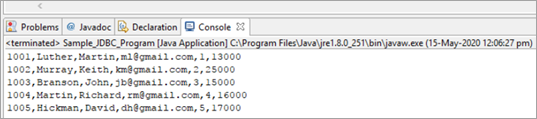 Problems @ Javadoc Declaration Console
<terminated> Sample_JDBC_Program [Java Application] C:\Program Files\Java\jre1.8.0_251\bin\javaw.exe (15-May-2020 12:06:27 pm)
1001,Luther,Martin,ml@gmail.com,1,13000
1002,Murray,Keith,km@gmail.com,2,25000
1003,Branson,John,jb@gmail.com,3,15000
1004,Martin,Richard,rm@gmail.com,4,16000
1005,Hickman,David,dh@gmail.com,5,17000